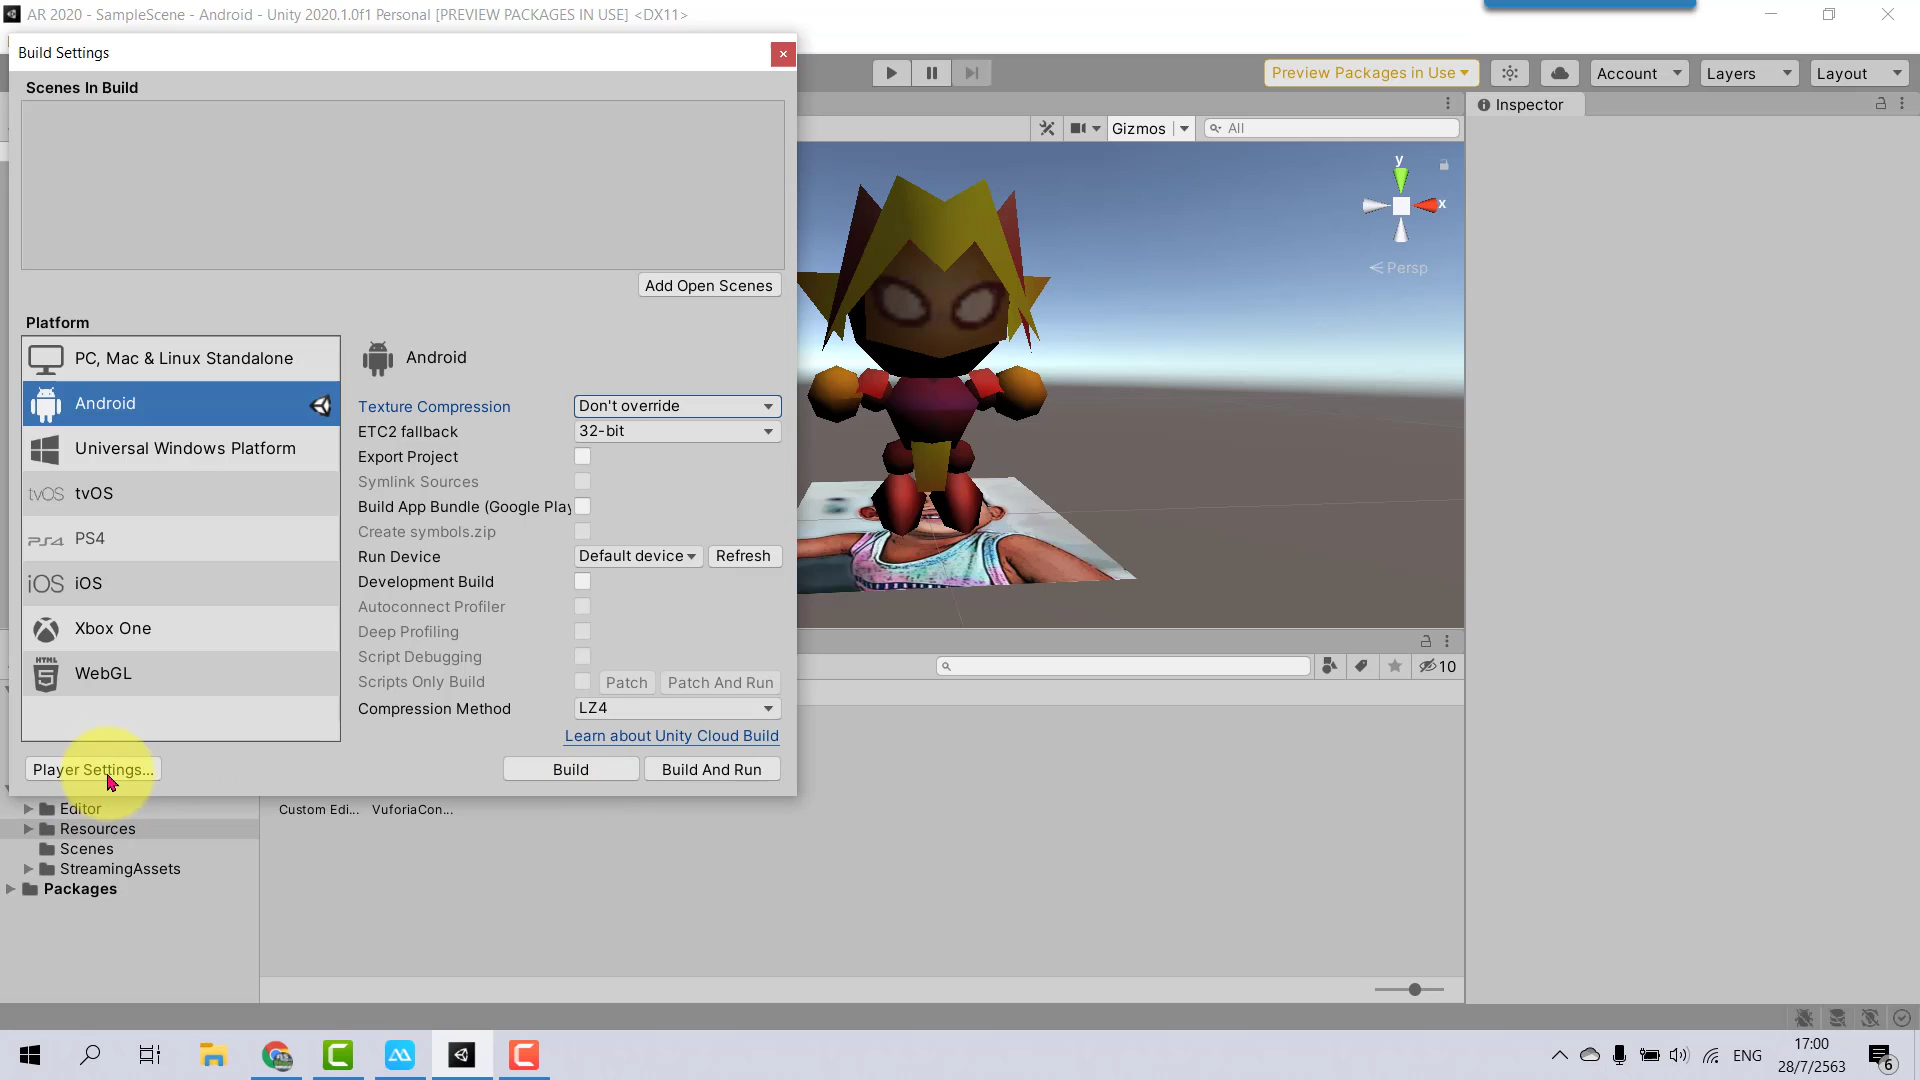 AR 2020 - SampleScene - Android - Unity 2020.1.0f1 Personal [PREVIEW PACKAGES IN USE] <DX11>
Build Settings
Scenes In Build
Preview Packages in Use
Account
Layers
Layout
Inspector
Gizmos
All
y
x
Persp
Add Open Scenes
Platform
PC, Mac & Linux Standalone
Android
Universal Windows Platform
tvOS tvOS
PS4 PS4
iOS iOS
Xbox One
HTML 5 WebGL
Android
Texture Compression Don't override
ETC2 fallback 32-bit
Export Project
Symlink Sources
Build App Bundle (Google Play
Create symbols.zip
Run Device Default device Refresh
Development Build
Autoconnect Profiler
Deep Profiling
Script Debugging
Scripts Only Build Patch Patch And Run
Compression Method LZ4
Learn about Unity Cloud Build
Player Settings... Build Build And Run
10
Editor
Resources
Scenes
StreamingAssets
Packages
Custom Edi... VuforiaCon...
ENG
17:00
28/7/2563
6